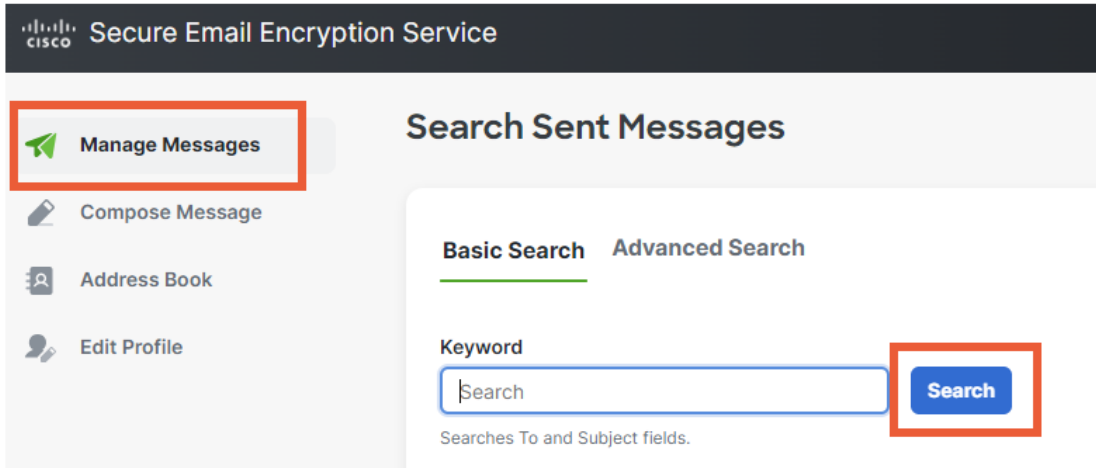 CISCO Secure Email Encryption Service
Manage Messages
Compose Message
Address Book
Edit Profile
Search Sent Messages
Basic Search Advanced Search
Keyword
Search Search
Searches To and Subject fields.